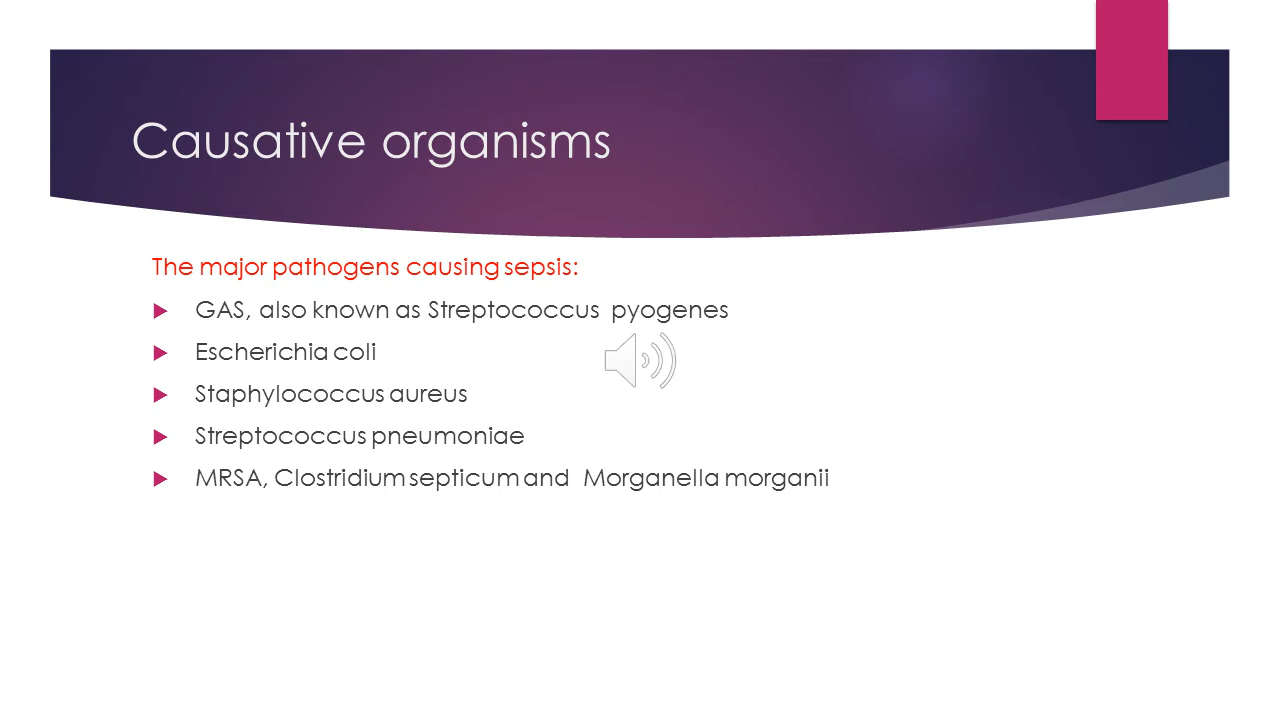 Causative organisms
The major pathogens causing sepsis:
GAS, also known as Streptococcus pyogenes
Escherichia coli
Staphylococcus aureus
Streptococcus pneumoniae
MRSA, Clostridium septicum and Morganella morganii